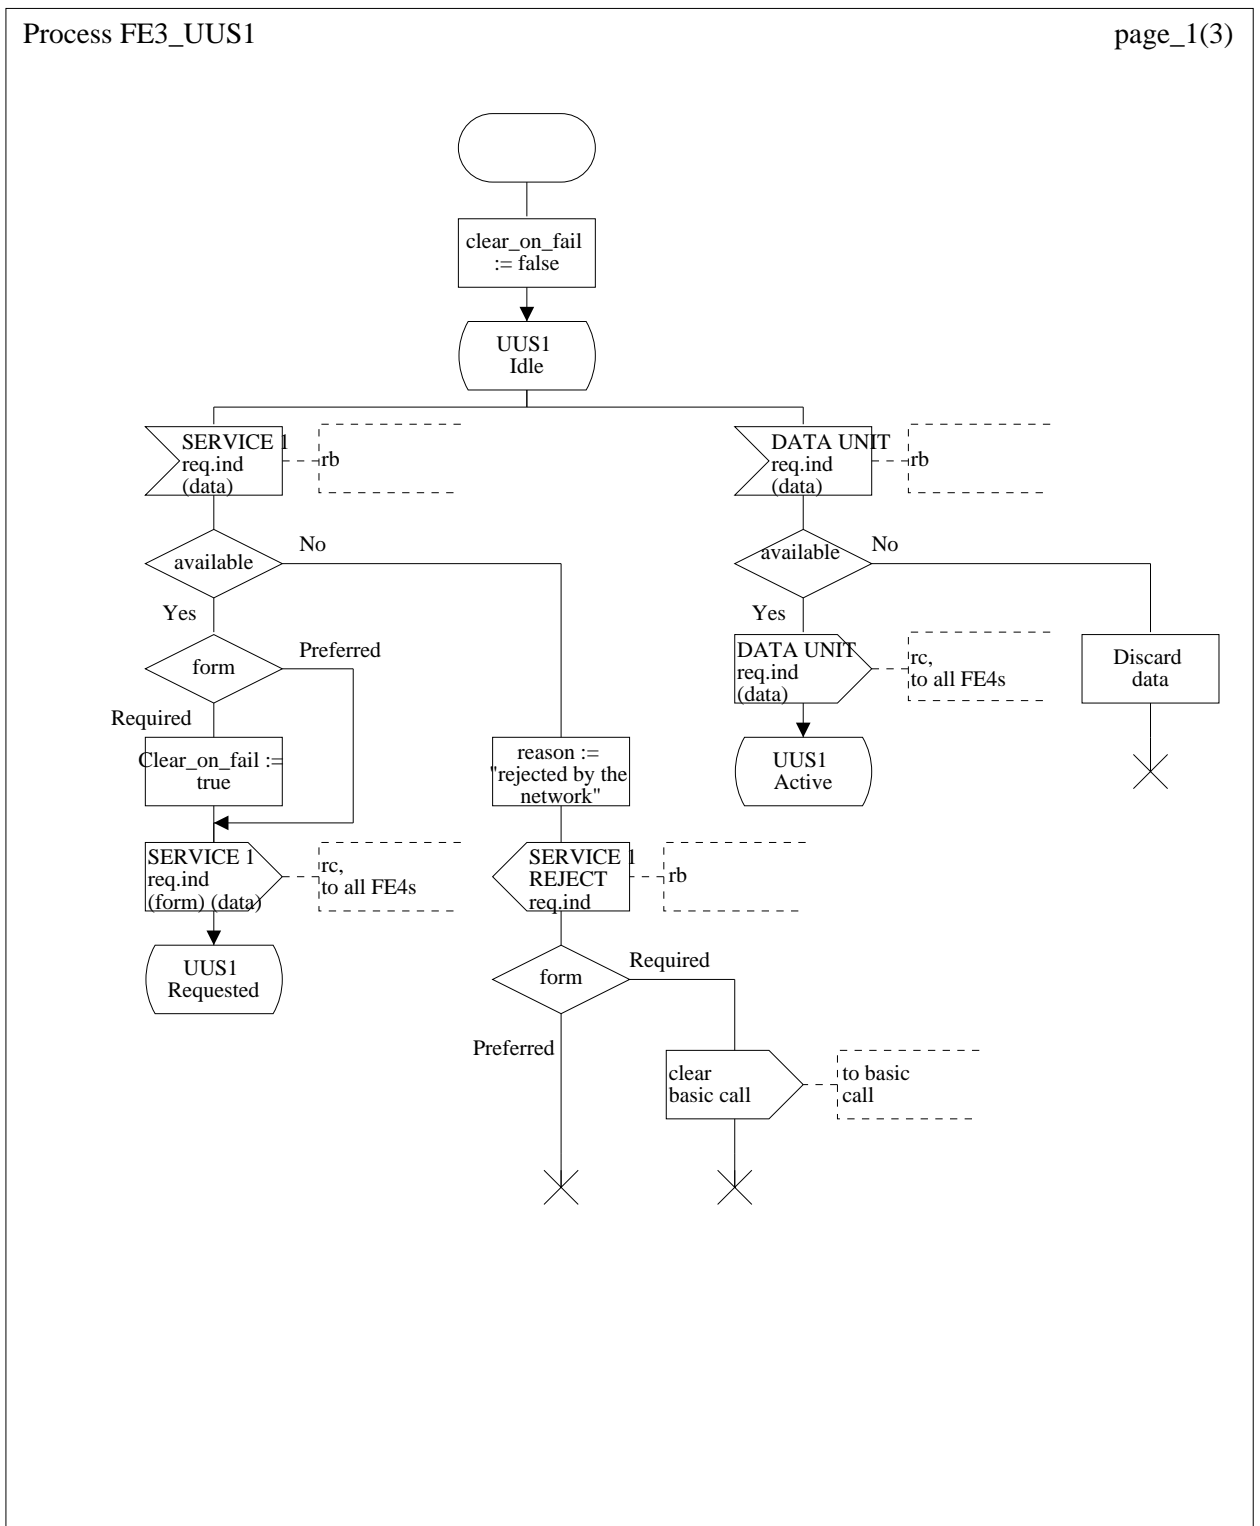 Process FE3_UUS1
page_1(3)
clear_on_fail
:= false
UUS1
Idle
SERVICE 1
req.ind
(data)
rb
DATA UNIT
req.ind
(data)
rb
available
No
Yes
available
No
Yes
form
Preferred
Required
DATA UNIT
req.ind
(data)
rc,
to all FE4s
Discard
data
Clear_on_fail :=
true
reason :=
"rejected by the
network"
UUS1
Active
SERVICE 1
req.ind
(form) (data)
rc,
to all FE4s
SERVICE 1
REJECT
req.ind
rb
UUS1
Requested
form
Required
Preferred
clear
basic call
to basic
call